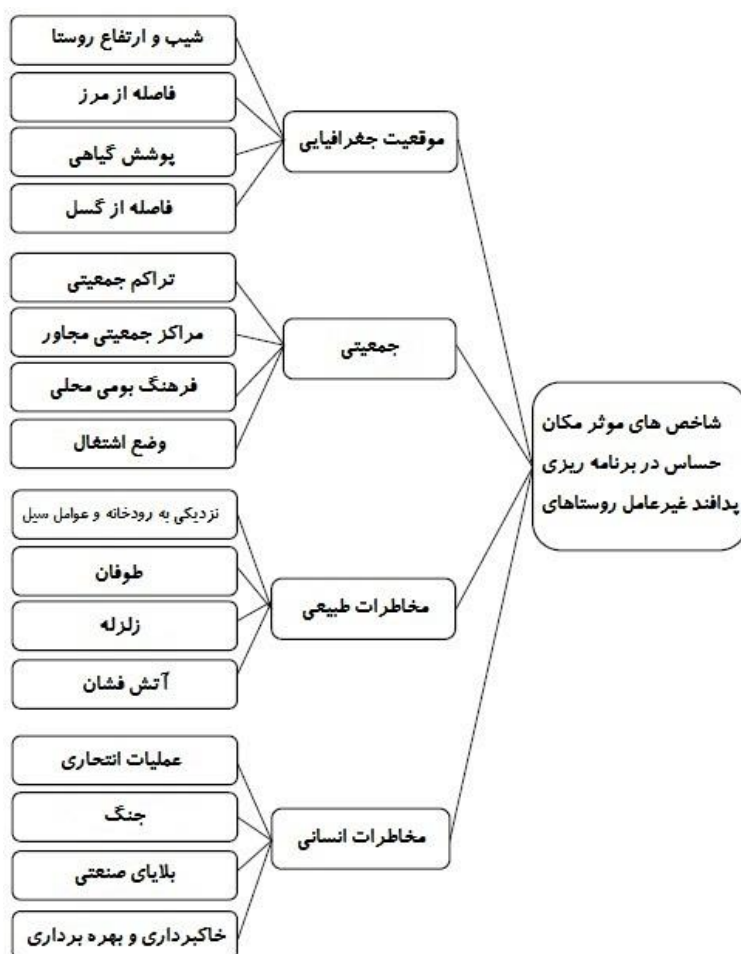 شاخص های موثر مکان
حساس در برنامه ریزی
پدافند غیرعامل روستاهای
موقعیت جغرافیایی
شیب و ارتفاع روستا
فاصله از مرز
پوشش گیاهی
فاصله از گسل
جمعیتی
تراکم جمعیتی
مراکز جمعیتی مجاور
فرهنگ بومی محلی
وضع اشتغال
مخاطرات طبیعی
نزدیکی به رودخانه و عوامل سیل
طوفان
زلزله
آتش فشان
مخاطرات انسانی
عملیات انتحاری
جنگ
بلایای صنعتی
خاکبرداری و بهره برداری